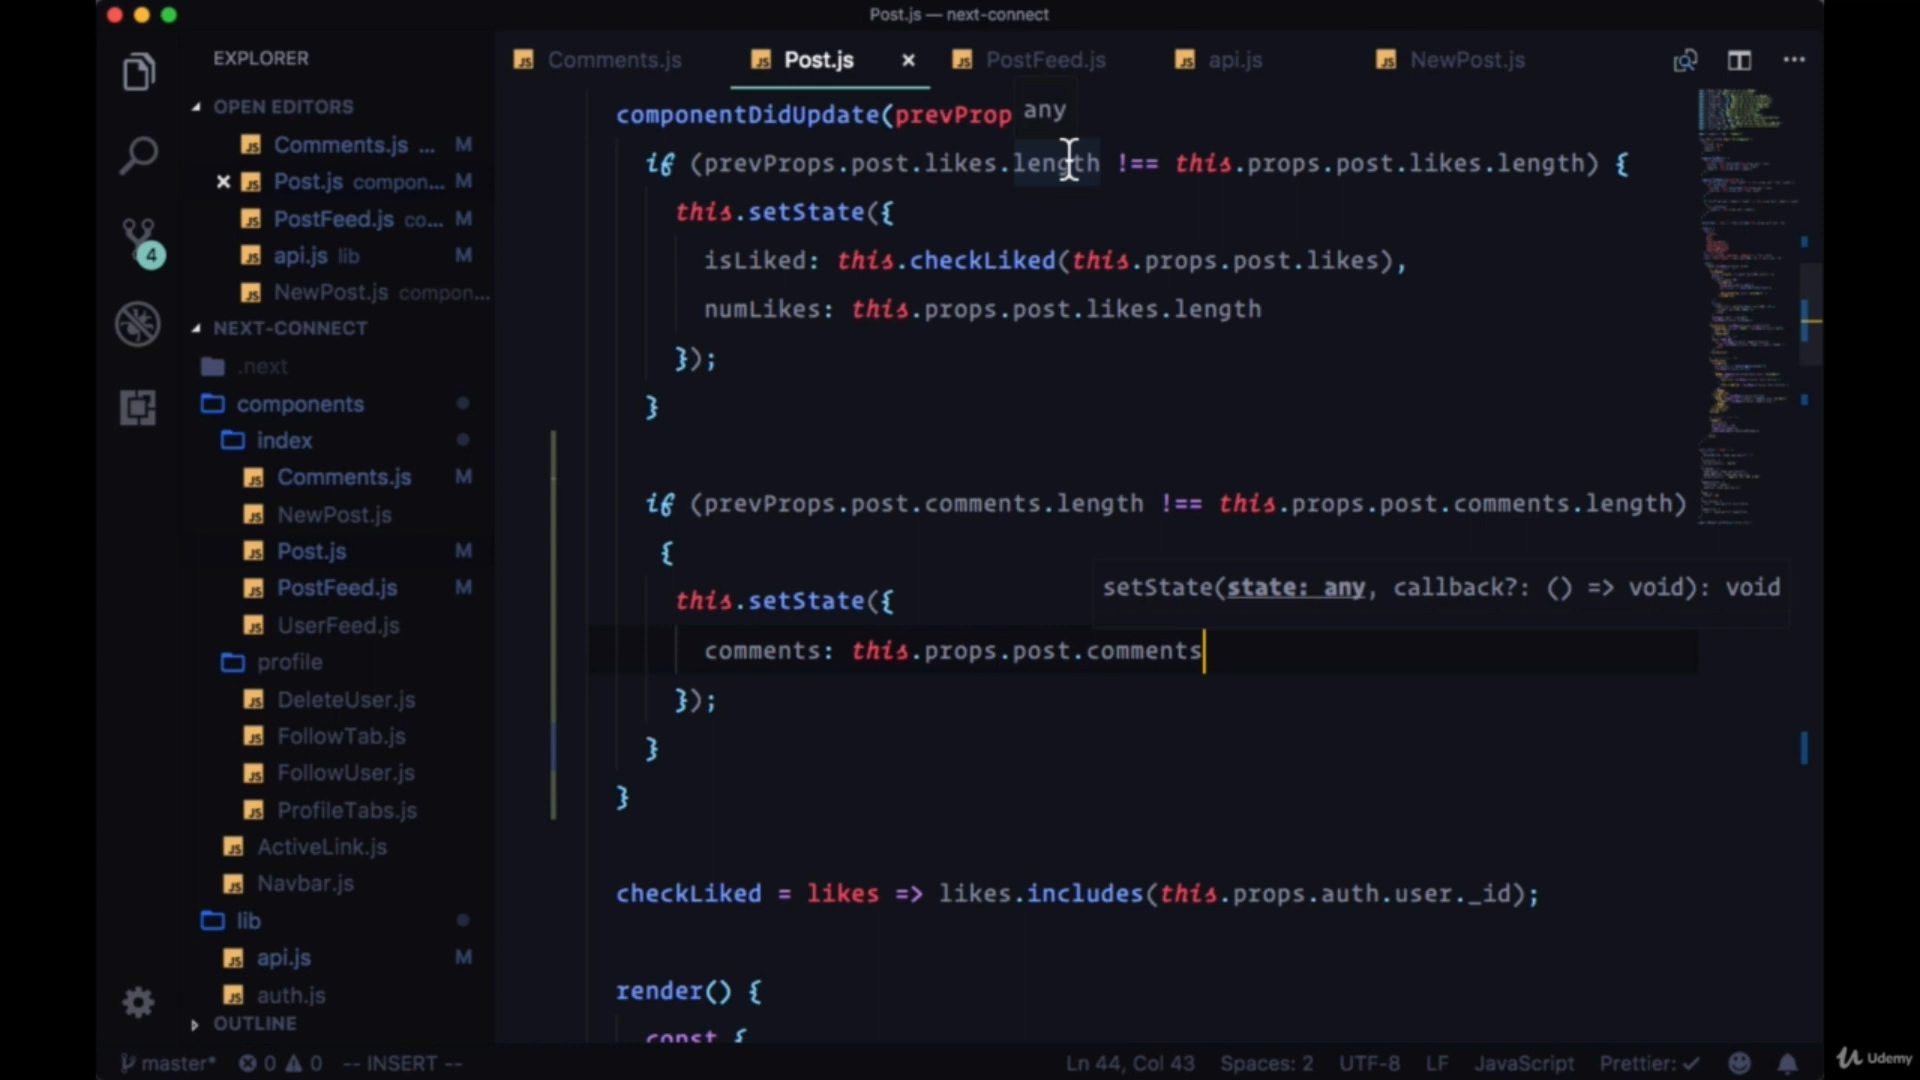 Post.js — next-connect
EXPLORER
OPEN EDITORS
Comments.js ... M
Post.js compon... M
PostFeed.js co... M
api.js lib M
NewPost.js compon...
NEXT-CONNECT
.next
components
index
Comments.js M
NewPost.js
Post.js M
PostFeed.js M
UserFeed.js
profile
DeleteUser.js
FollowTab.js
FollowUser.js
ProfileTabs.js
ActiveLink.js
Navbar.js
lib
api.js M
auth.js
OUTLINE
4
Comments.js Post.js PostFeed.js api.js NewPost.js
componentDidUpdate(prevProp
any
if (prevProps.post.likes.length !== this.props.post.likes.length) {
this.setState({
isLiked: this.checkLiked(this.props.post.likes),
numLikes: this.props.post.likes.length
});
}
if (prevProps.post.comments.length !== this.props.post.comments.length)
{
this.setState({
setState(state: any, callback?: () => void): void
comments: this.props.post.comments
});
}
}
checkLiked = likes => likes.includes(this.props.auth.user._id);
render() {
const {
master* 0 0 -- INSERT -- Ln 44, Col 43 Spaces: 2 UTF-8 LF JavaScript Prettier: ✓
Udemy